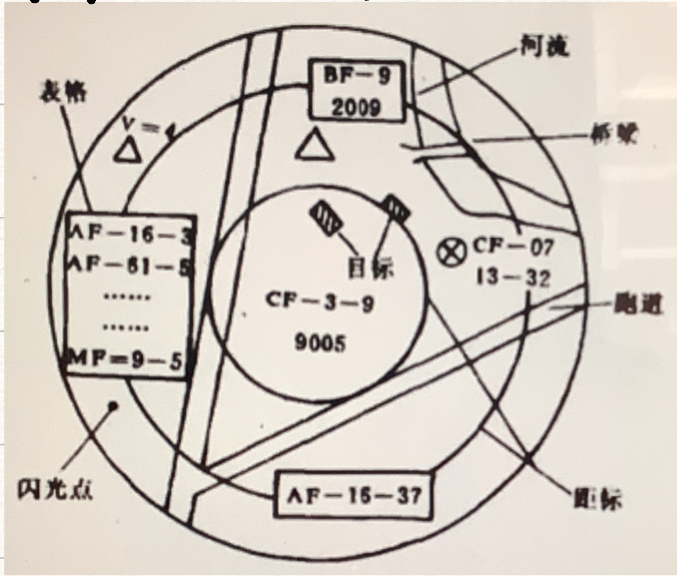 河流
BF-9
2009
表格
V=4
桥梁
AF-16-3
AF-61-5
……
……
MF=9-5
目标
CF-07
13-32
CF-3-9
9005
跑道
闪光点
AF-16-37
距标